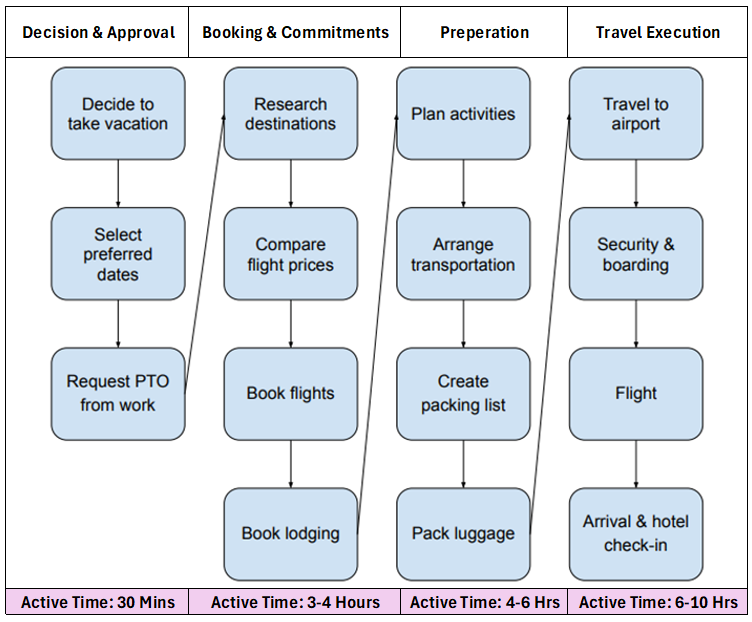 Decision & Approval
Booking & Commitments
Preperation
Travel Execution
Decide to
take vacation
Select
preferred
dates
Request PTO
from work
Research
destinations
Compare
flight prices
Book flights
Book lodging
Plan activities
Arrange
transportation
Create
packing list
Pack luggage
Travel to
airport
Security &
boarding
Flight
Arrival & hotel
check-in
Active Time: 30 Mins
Active Time: 3-4 Hours
Active Time: 4-6 Hrs
Active Time: 6-10 Hrs